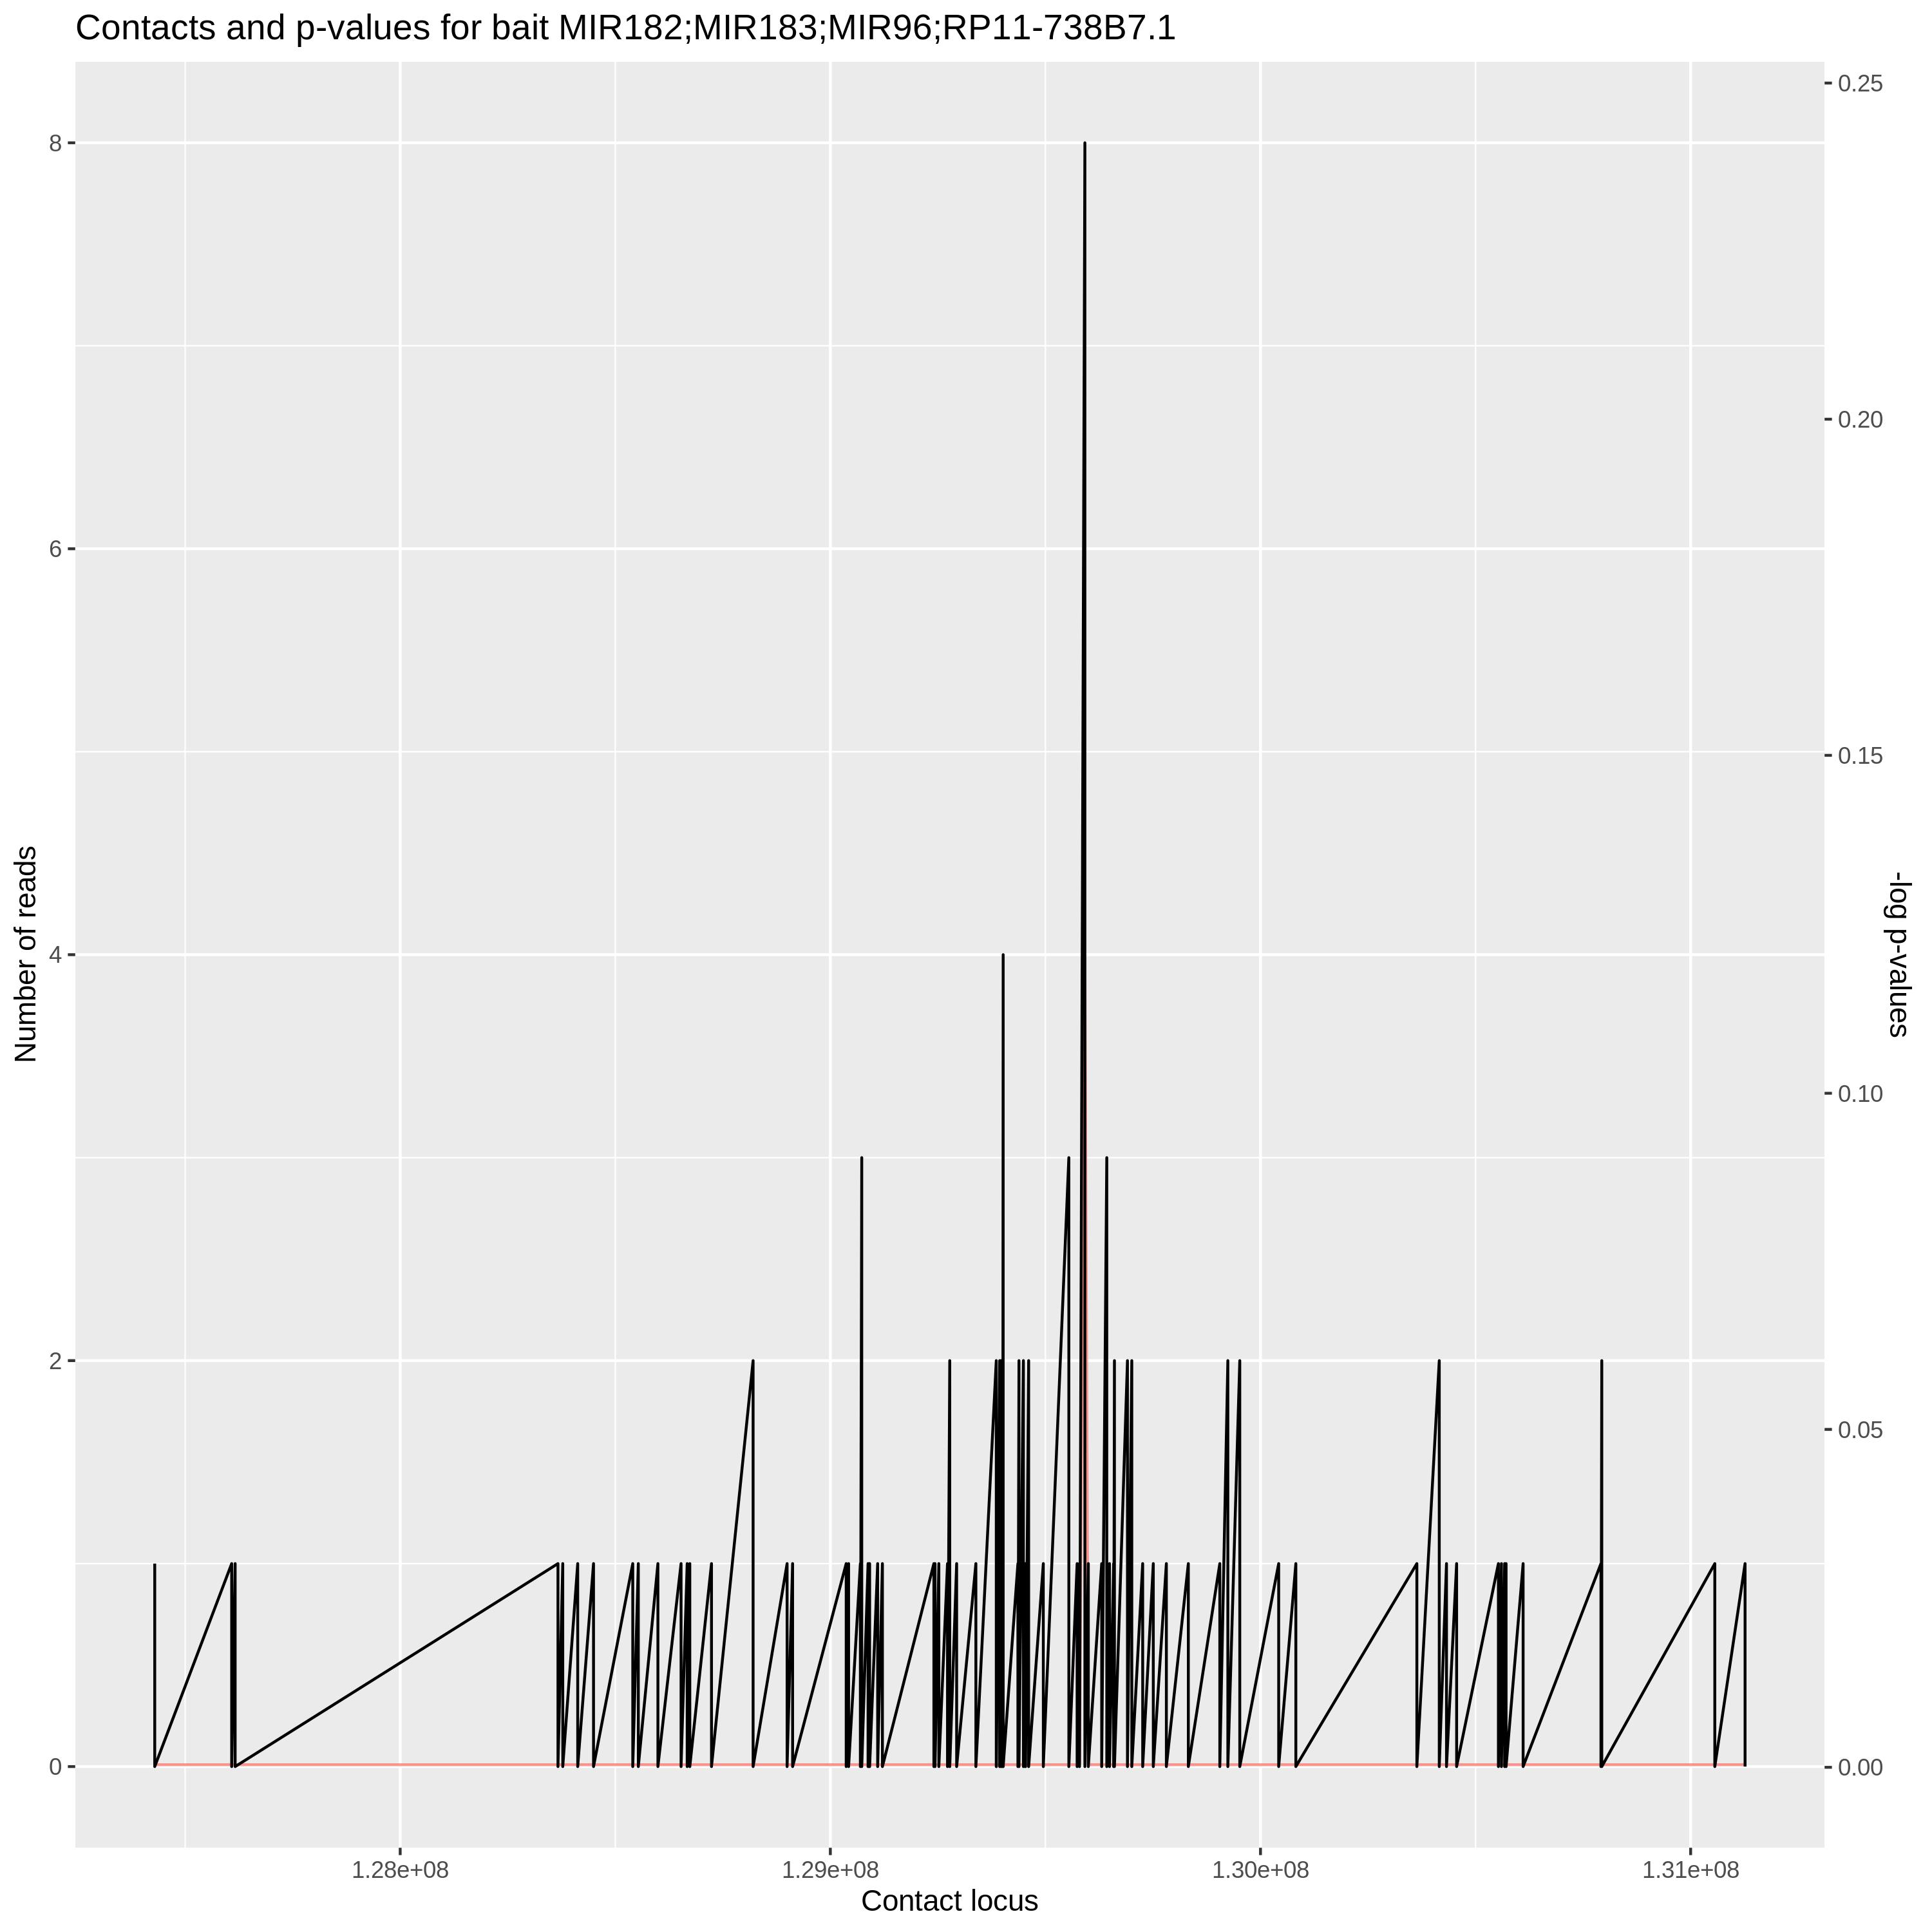 Contacts and p-values for bait MIR182;MIR183;MIR96;RP11-738B7.1
0.25
8
0.20
6
0.15
Number of reads
4
-log p-values
0.10
2
0.05
0
0.00
1.28e+08 1.29e+08 1.30e+08 1.31e+08
Contact locus